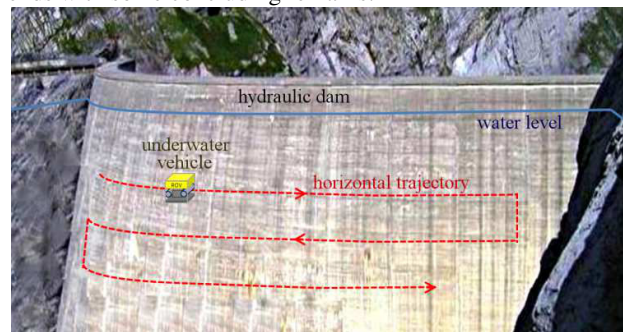 hydraulic dam
water level
underwater
vehicle
ROV
horizontal trajectory